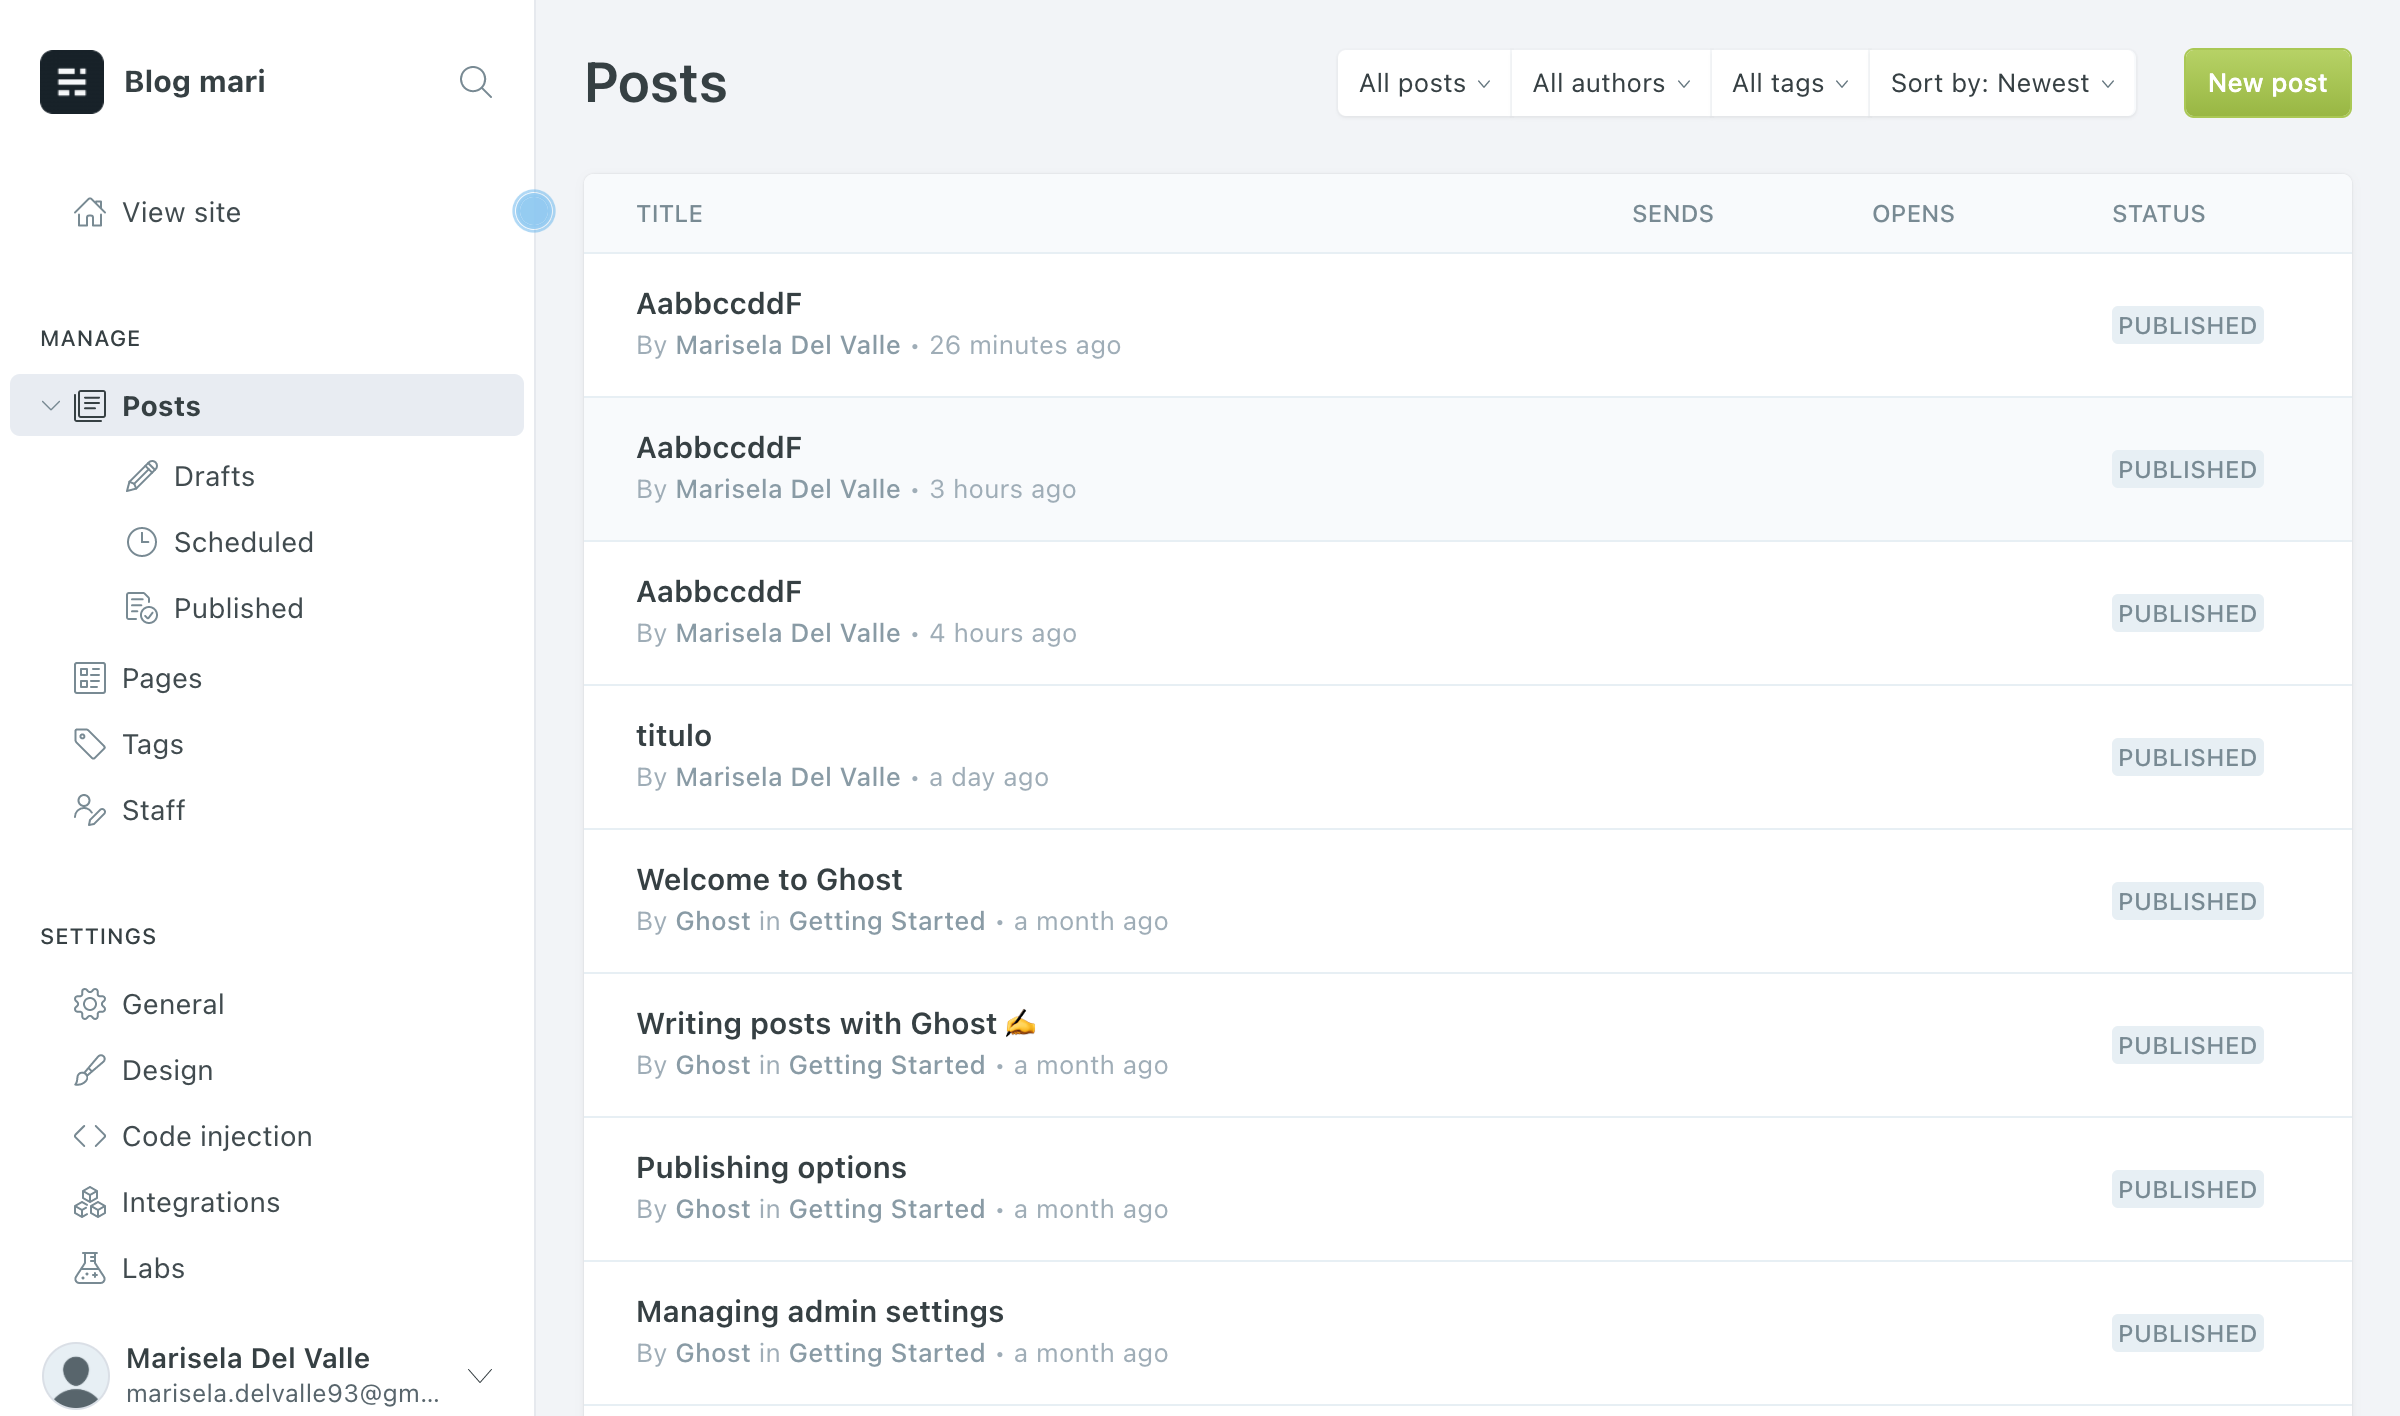 Blog mari
View site
MANAGE
Posts
Drafts
Scheduled
Published
Pages
Tags
Staff
SETTINGS
General
Design
Code injection
Integrations
Labs
Marisela Del Valle
marisela.delvalle93@gm...
Posts
All posts All authors All tags Sort by: Newest New post
TITLE SENDS OPENS STATUS
AabbccddF
By Marisela Del Valle • 26 minutes ago
PUBLISHED
AabbccddF
By Marisela Del Valle • 3 hours ago
PUBLISHED
AabbccddF
By Marisela Del Valle • 4 hours ago
PUBLISHED
titulo
By Marisela Del Valle • a day ago
PUBLISHED
Welcome to Ghost
By Ghost in Getting Started • a month ago
PUBLISHED
Writing posts with Ghost ✍️
By Ghost in Getting Started • a month ago
PUBLISHED
Publishing options
By Ghost in Getting Started • a month ago
PUBLISHED
Managing admin settings
By Ghost in Getting Started • a month ago
PUBLISHED